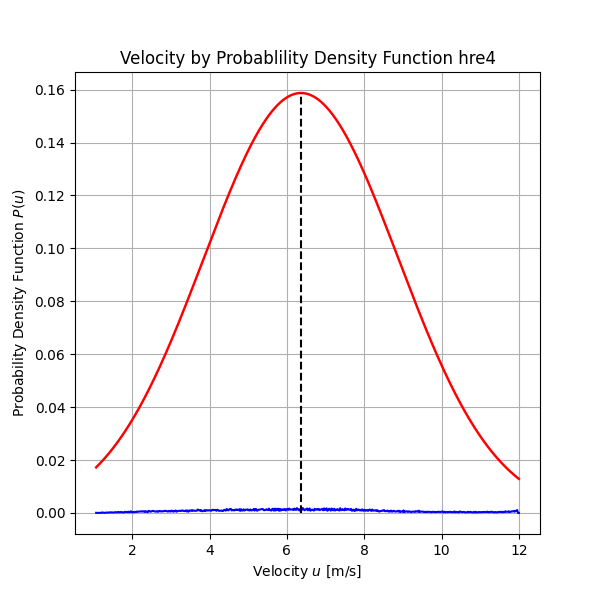 Velocity by Probablility Density Function hre4
Probability Density Function P(u)
0.16
0.14
0.12
0.10
0.08
0.06
0.04
0.02
0.00
2 4 6 8 10 12
Velocity u [m/s]